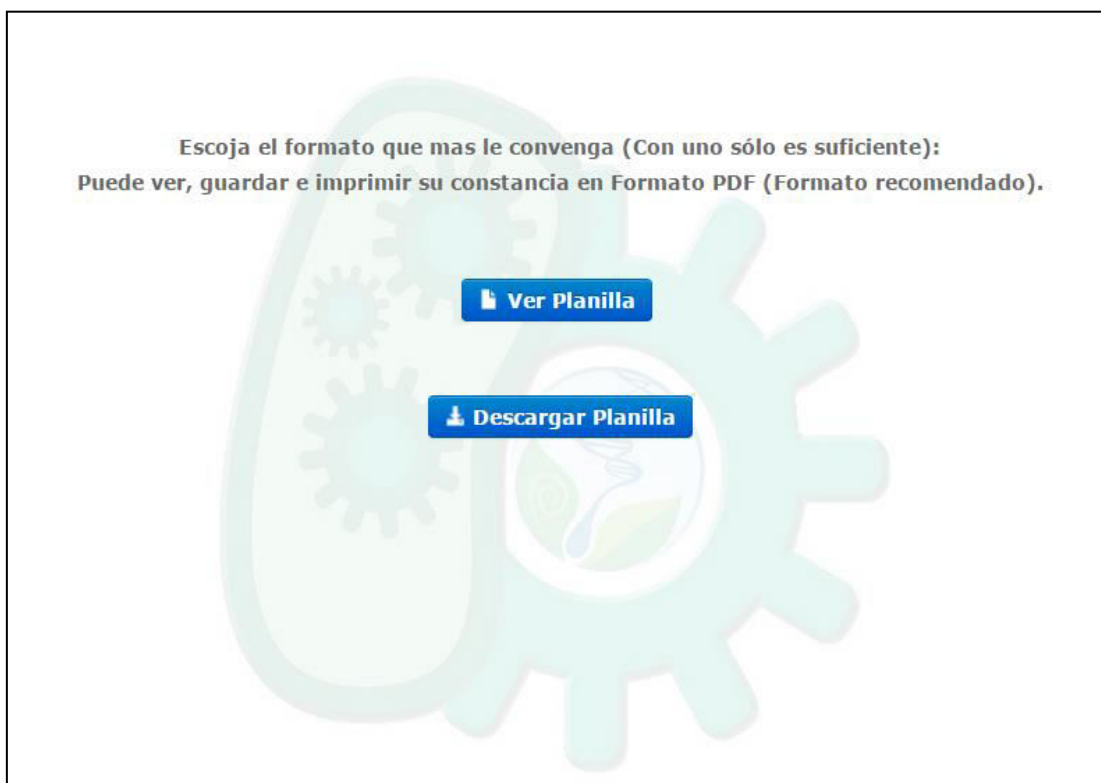 Escoja el formato que mas le convenga (Con uno sólo es suficiente):
Puede ver, guardar e imprimir su constancia en Formato PDF (Formato recomendado).
Ver Planilla
Descargar Planilla